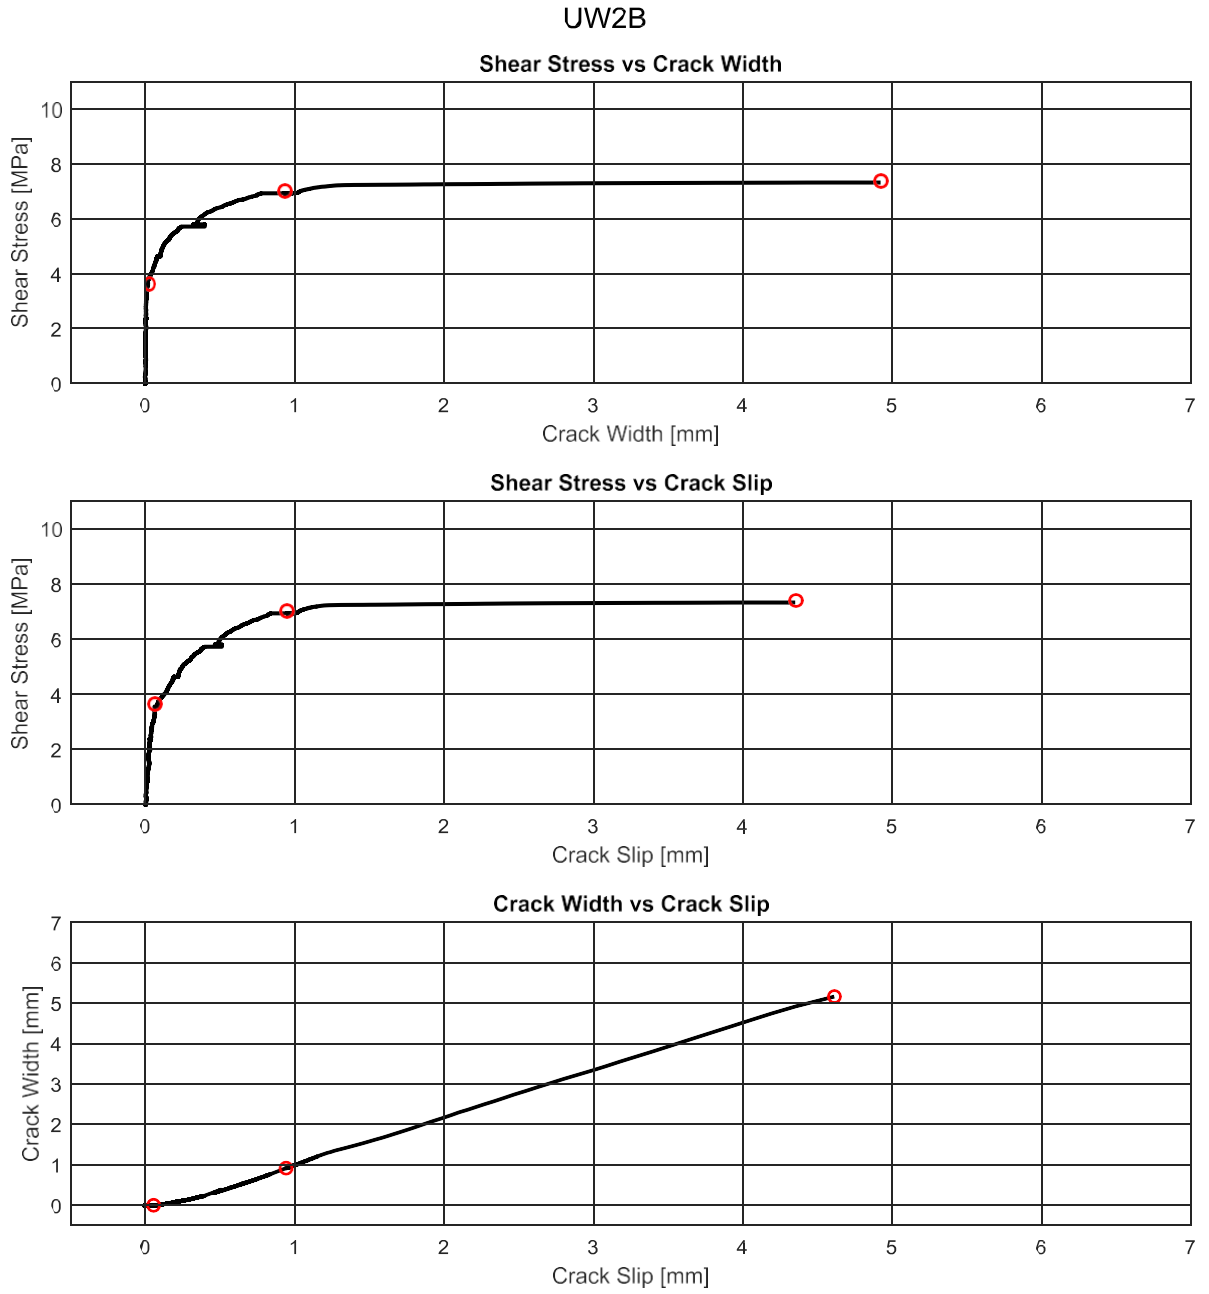 UW2B
Shear Stress vs Crack Width
Shear Stress [MPa]
10
8
6
4
2
0
0 1 2 3 4 5 6 7
Crack Width [mm]
Shear Stress vs Crack Slip
Shear Stress [MPa]
10
8
6
4
2
0
0 1 2 3 4 5 6 7
Crack Slip [mm]
Crack Width vs Crack Slip
Crack Width [mm]
7
6
5
4
3
2
1
0
0 1 2 3 4 5 6 7
Crack Slip [mm]